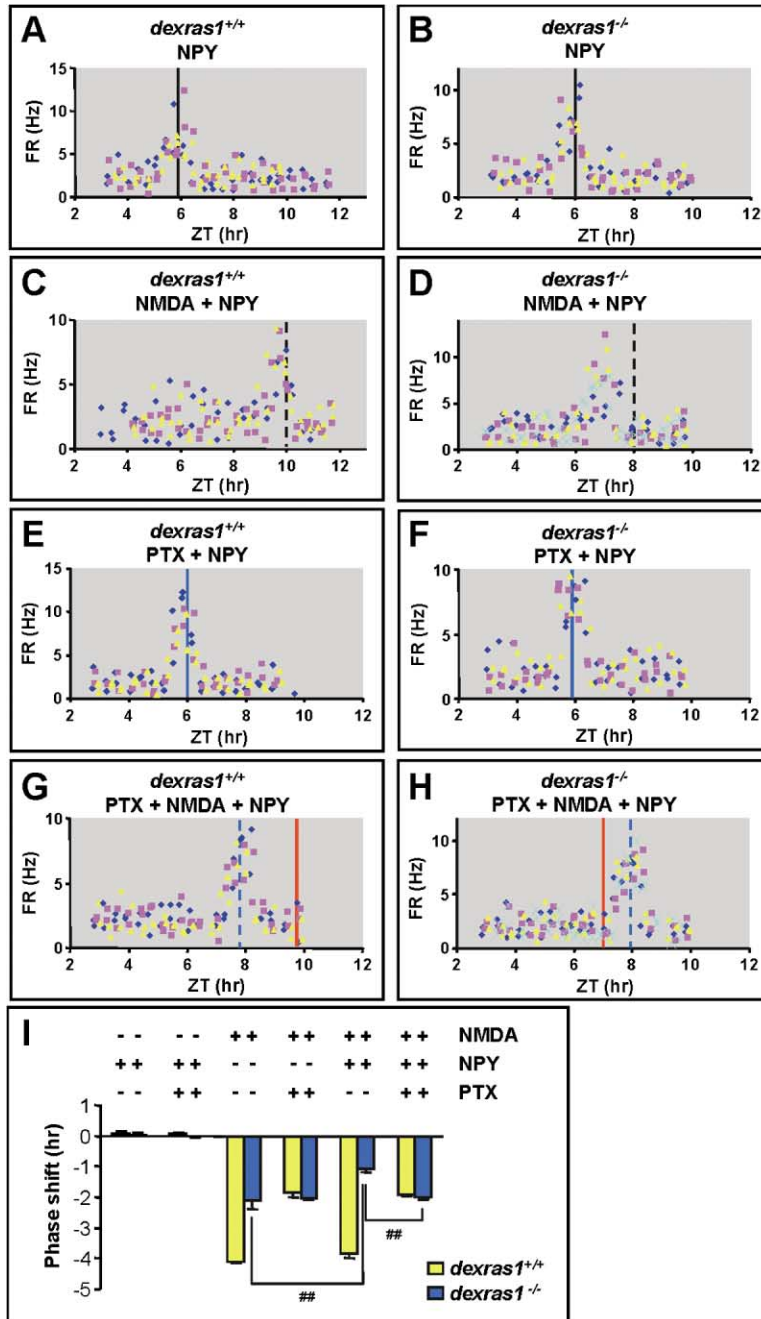 A
dexras1+/+
NPY
FR (Hz)
15
10
5
0
2 4 6 8 10 12
ZT (hr)
B
dexras1-/-
NPY
FR (Hz)
10
5
0
2 4 6 8 10 12
ZT (hr)
C
dexras1+/+
NMDA + NPY
FR (Hz)
10
5
0
2 4 6 8 10 12
ZT (hr)
D
dexras1-/-
NMDA + NPY
FR (Hz)
10
5
0
2 4 6 8 10 12
ZT (hr)
E
dexras1+/+
PTX + NPY
FR (Hz)
15
10
5
0
2 4 6 8 10 12
ZT (hr)
F
dexras1-/-
PTX + NPY
FR (Hz)
10
5
0
2 4 6 8 10 12
ZT (hr)
G
dexras1+/+
PTX + NMDA + NPY
FR (Hz)
10
5
0
2 4 6 8 10 12
ZT (hr)
H
dexras1-/-
PTX + NMDA + NPY
FR (Hz)
10
5
0
2 4 6 8 10 12
ZT (hr)
I
- - - - + + + + + + + + NMDA
+ + + + - - - - + + + + NPY
- - + + - - + + - - + + PTX
Phase shift (hr)
1
0
-1
-2
-3
-4
-5
##
##
dexras1+/+
dexras1-/-